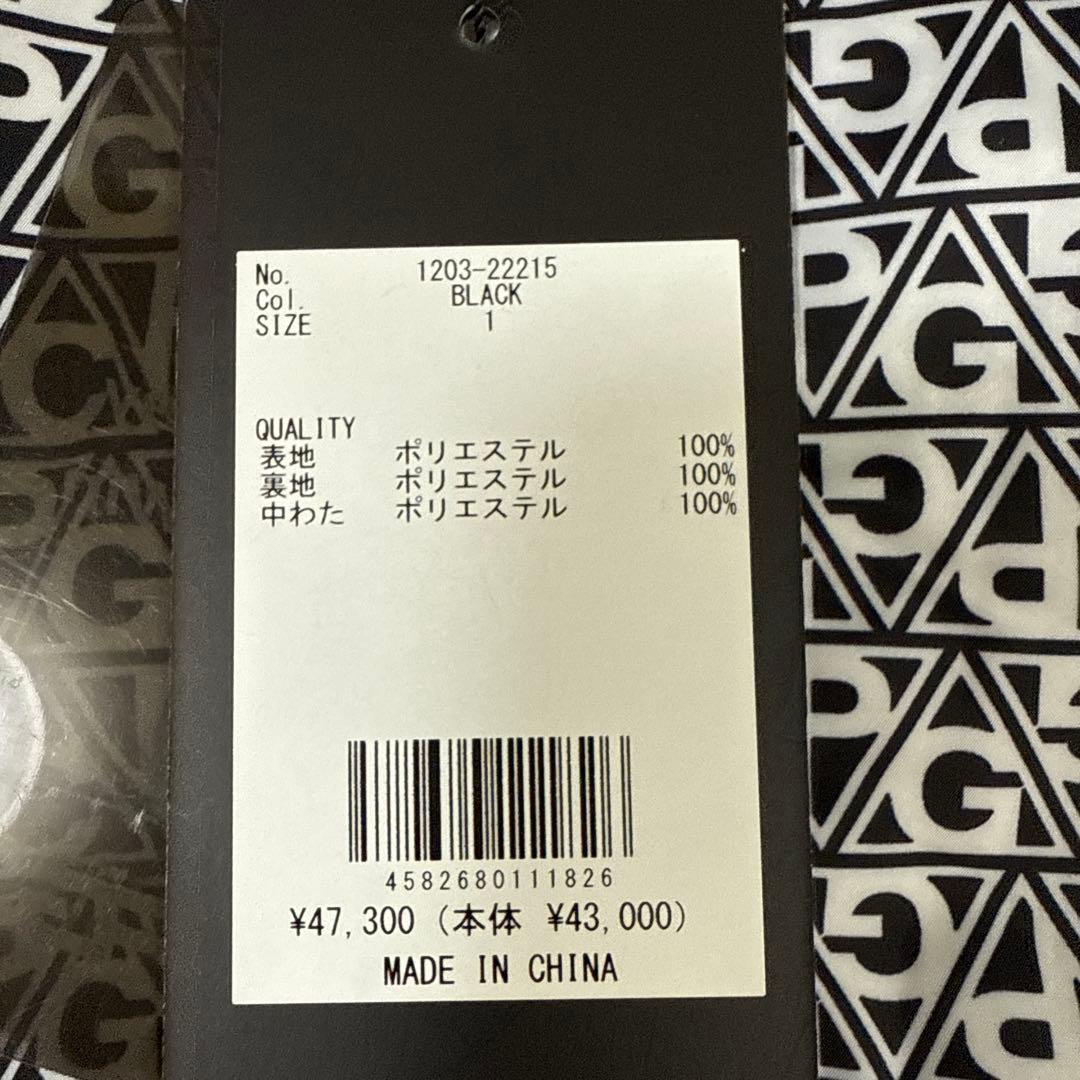 No. 1203-22215
Col. BLACK
SIZE 1
QUALITY
表地 ポリエステル 100%
裏地 ポリエステル 100%
中わた ポリエステル 100%
4582680111826
¥47,300 (本体 ¥43,000)
MADE IN CHINA